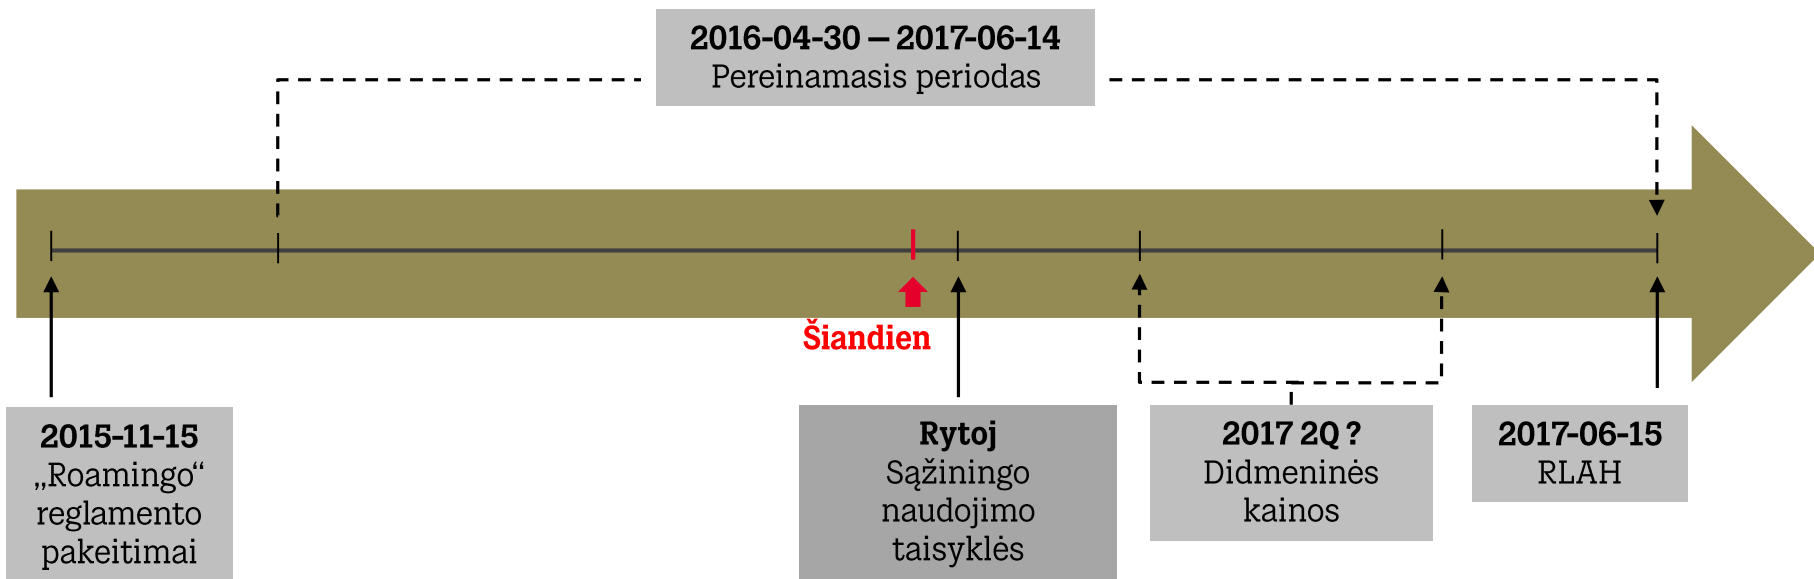 2016-04-30 – 2017-06-14
Pereinamasis periodas
Šiandien
2015-11-15
„Roamingo“
reglamento
pakeitimai
Rytoj
Sąžiningo
naudojimo
taisyklės
2017 2Q ?
Didmeninės
kainos
2017-06-15
RLAH